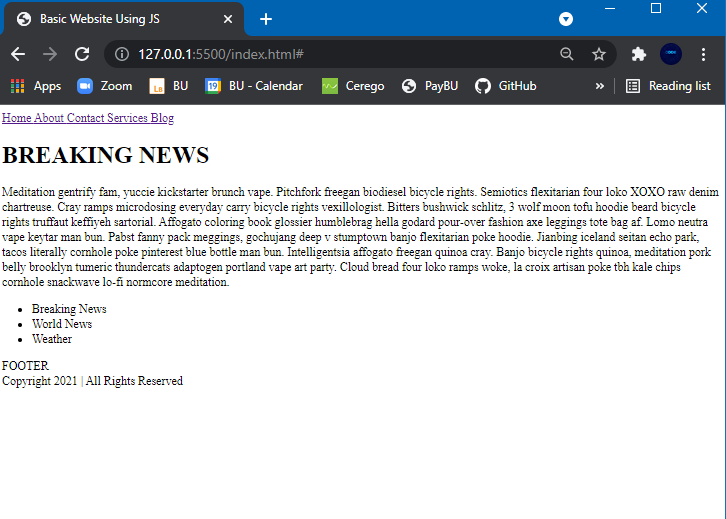 Basic Website Using JS
127.0.0.1:5500/index.html#
Apps Zoom BU BU - Calendar Cerego PayBU GitHub » Reading list
Home About Contact Services Blog
BREAKING NEWS
Meditation gentrify fam, yuccie kickstarter brunch vape. Pitchfork freegan biodiesel bicycle rights. Semiotics flexitarian four loko XOXO raw denim
chartreuse. Cray ramps microdosing everyday carry bicycle rights vexillologist. Bitters bushwick schlitz, 3 wolf moon tofu hoodie beard bicycle
rights truffaut keffiyeh sartorial. Affogato coloring book glossier humblebrag hella godard pour-over fashion axe leggings tote bag af. Lomo neutra
vape keytar man bun. Pabst fanny pack meggings, gochujang deep v stumptown banjo flexitarian poke hoodie. Jianbing iceland seitan echo park,
tacos literally cornhole poke pinterest blue bottle man bun. Intelligentsia affogato freegan quinoa cray. Banjo bicycle rights quinoa, meditation pork
belly brooklyn tumeric thundercats adaptogen portland vape art party. Cloud bread four loko ramps woke, la croix artisan poke tbh kale chips
cornhole snackwave lo-fi normcore meditation.
• Breaking News
• World News
• Weather
FOOTER
Copyright 2021 | All Rights Reserved